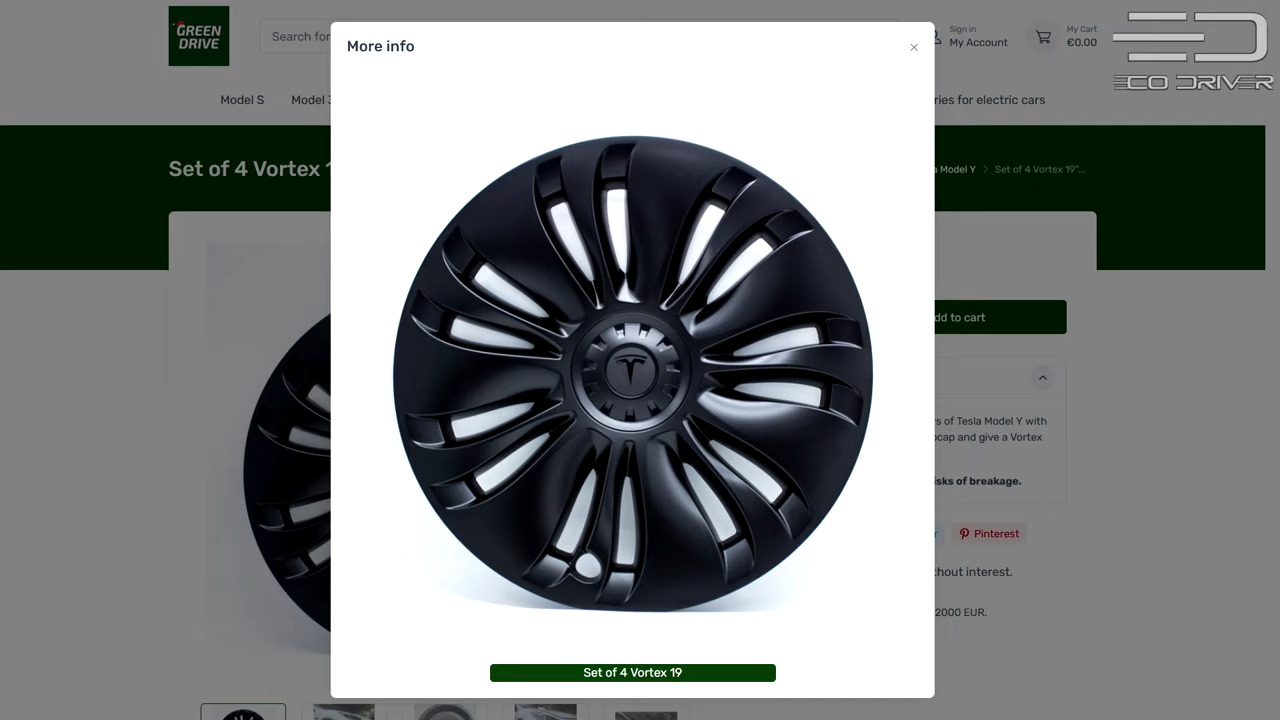 GREEN
DRIVE
Search for
Sign in
My Account
My Cart
€0.00
ECO DRIVER
Model S
Model 3
ries for electric cars
Set of 4 Vortex 1
Model Y
Set of 4 Vortex 19"...
More info
dd to cart
rs of Tesla Model Y with
ocap and give a Vortex
isks of breakage.
Pinterest
thout interest.
2000 EUR.
Set of 4 Vortex 19